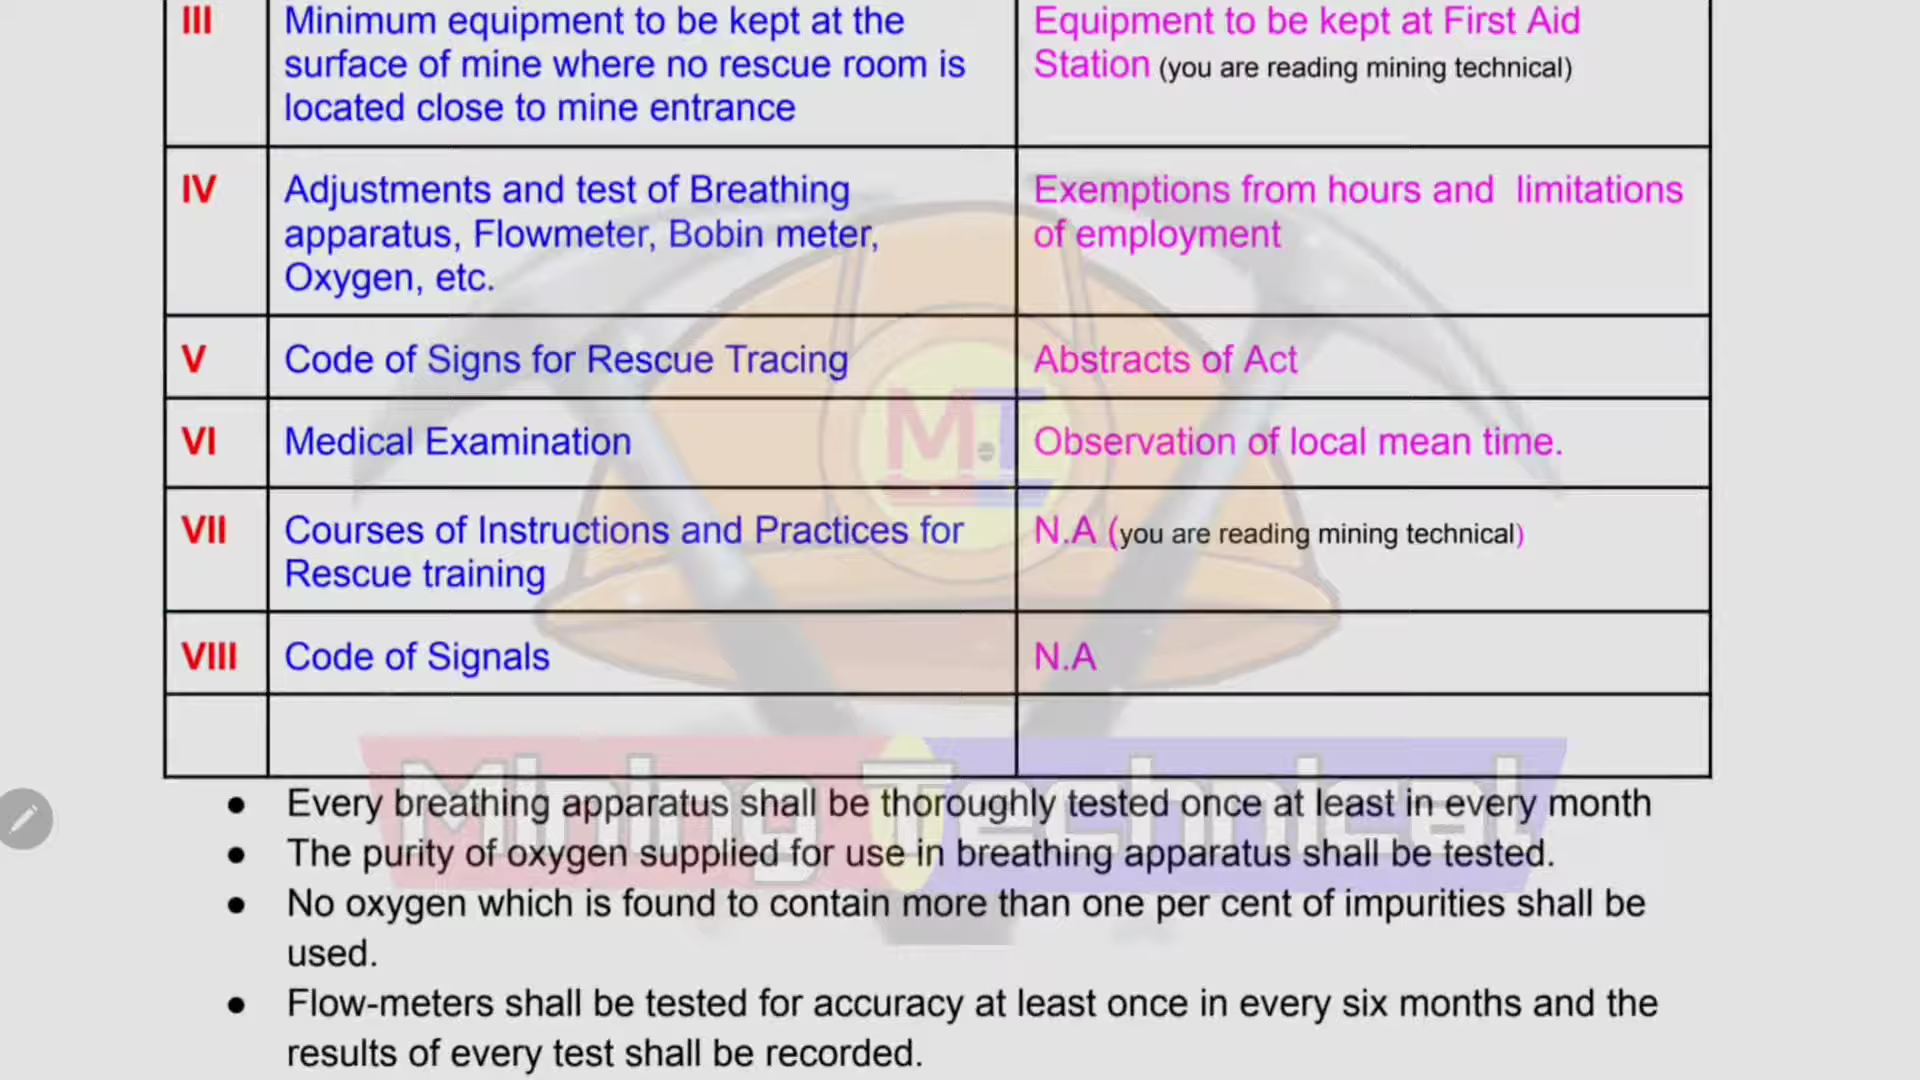 III
Minimum equipment to be kept at the
surface of mine where no rescue room is
located close to mine entrance
Equipment to be kept at First Aid
Station (you are reading mining technical)
IV
Adjustments and test of Breathing
apparatus, Flowmeter, Bobin meter,
Oxygen, etc.
Exemptions from hours and limitations
of employment
V
Code of Signs for Rescue Tracing
Abstracts of Act
VI
Medical Examination
Observation of local mean time.
VII
Courses of Instructions and Practices for
Rescue training
N.A (you are reading mining technical)
VIII
Code of Signals
N.A
M.T
Mining Technical
● Every breathing apparatus shall be thoroughly tested once at least in every month
● The purity of oxygen supplied for use in breathing apparatus shall be tested.
● No oxygen which is found to contain more than one per cent of impurities shall be
used.
● Flow-meters shall be tested for accuracy at least once in every six months and the
results of every test shall be recorded.